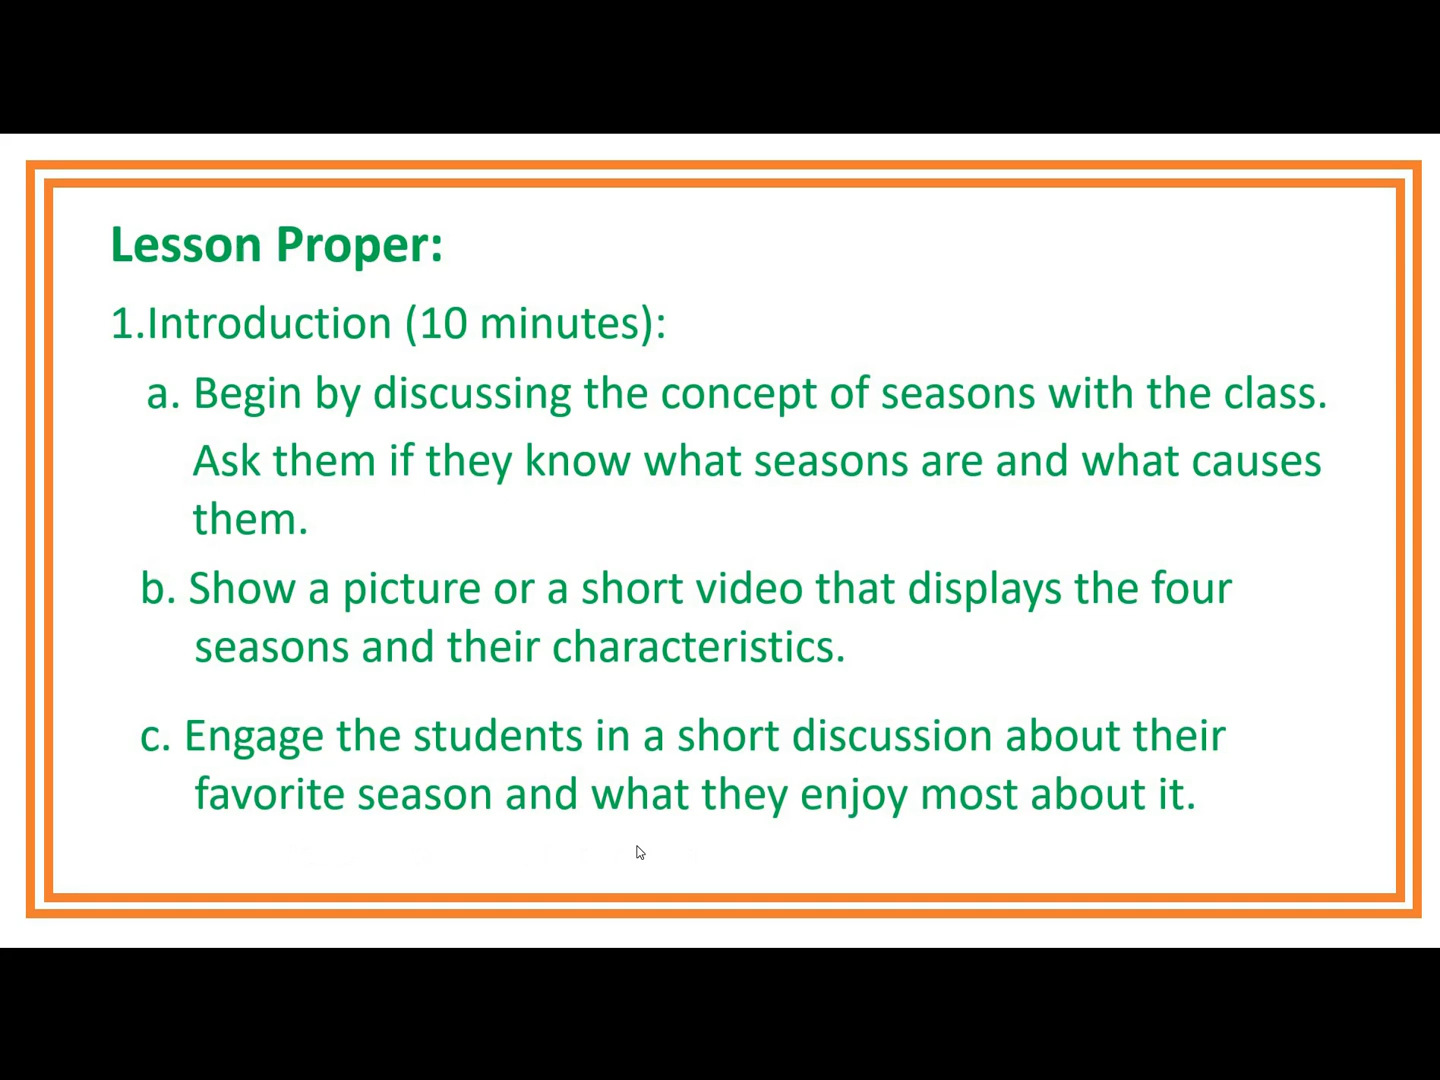 Lesson Proper:
1.Introduction (10 minutes):
a. Begin by discussing the concept of seasons with the class.
Ask them if they know what seasons are and what causes
them.
b. Show a picture or a short video that displays the four
seasons and their characteristics.
c. Engage the students in a short discussion about their
favorite season and what they enjoy most about it.